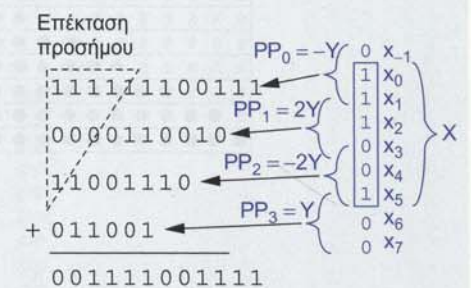 Επέκταση
προσήμου
PP₀ = −Y 0 x₋₁
111111100111 1 x₀
1 x₁
PP₁ = 2Y 1 x₂ X
0000110010 0 x₃
PP₂ = −2Y 0 x₄
11001110 1 x₅
PP₃ = Y 0 x₆
+ 011001 0 x₇
001111001111